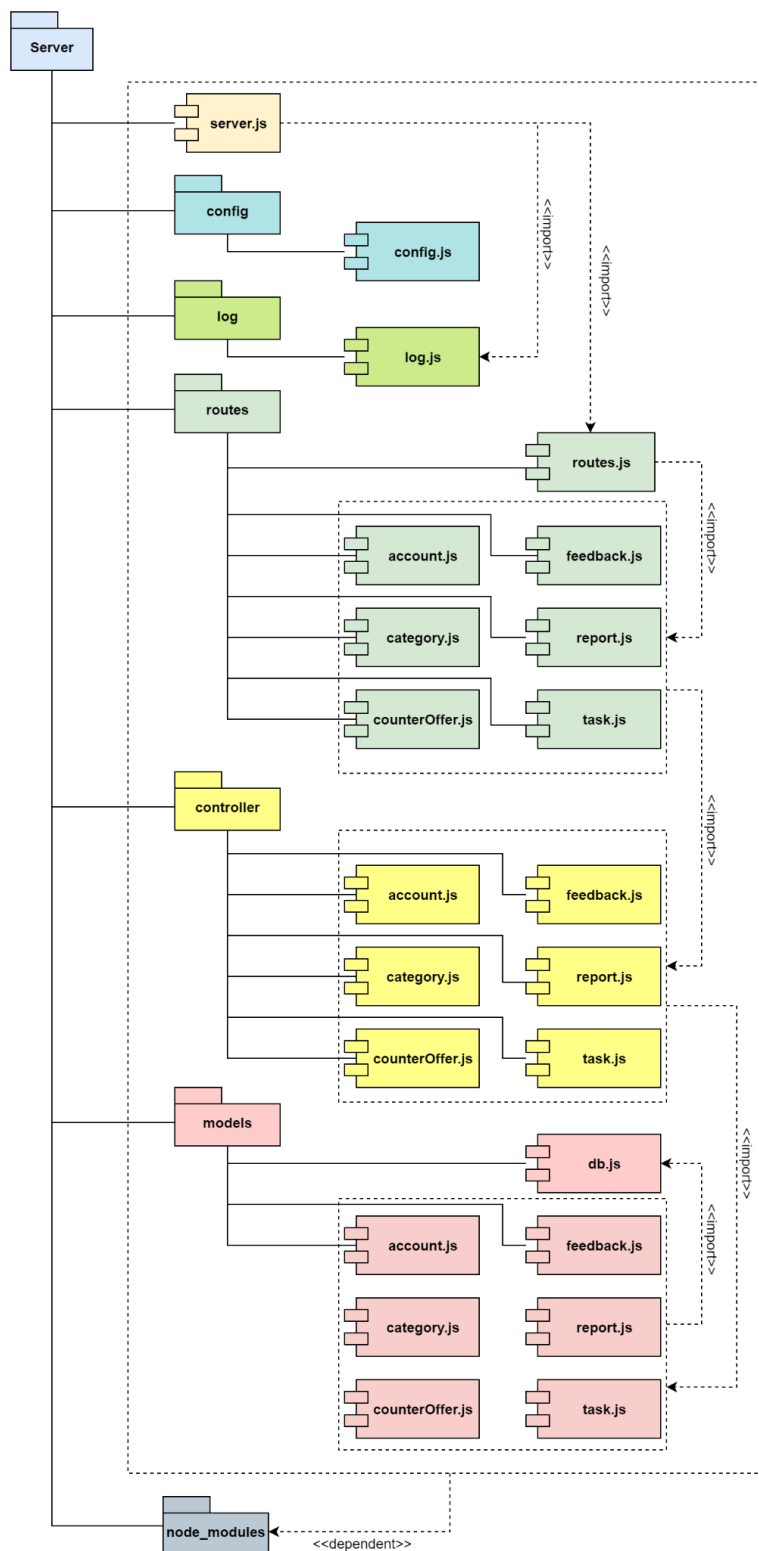 Server
server.js
config
<<import>>
config.js
<<import>>
log
log.js
routes
routes.js
<<import>>
account.js
feedback.js
category.js
report.js
counterOffer.js
task.js
<<import>>
controller
account.js
feedback.js
category.js
report.js
counterOffer.js
task.js
models
<<import>>
db.js
<<import>>
account.js
feedback.js
category.js
report.js
counterOffer.js
task.js
node_modules
<<dependent>>